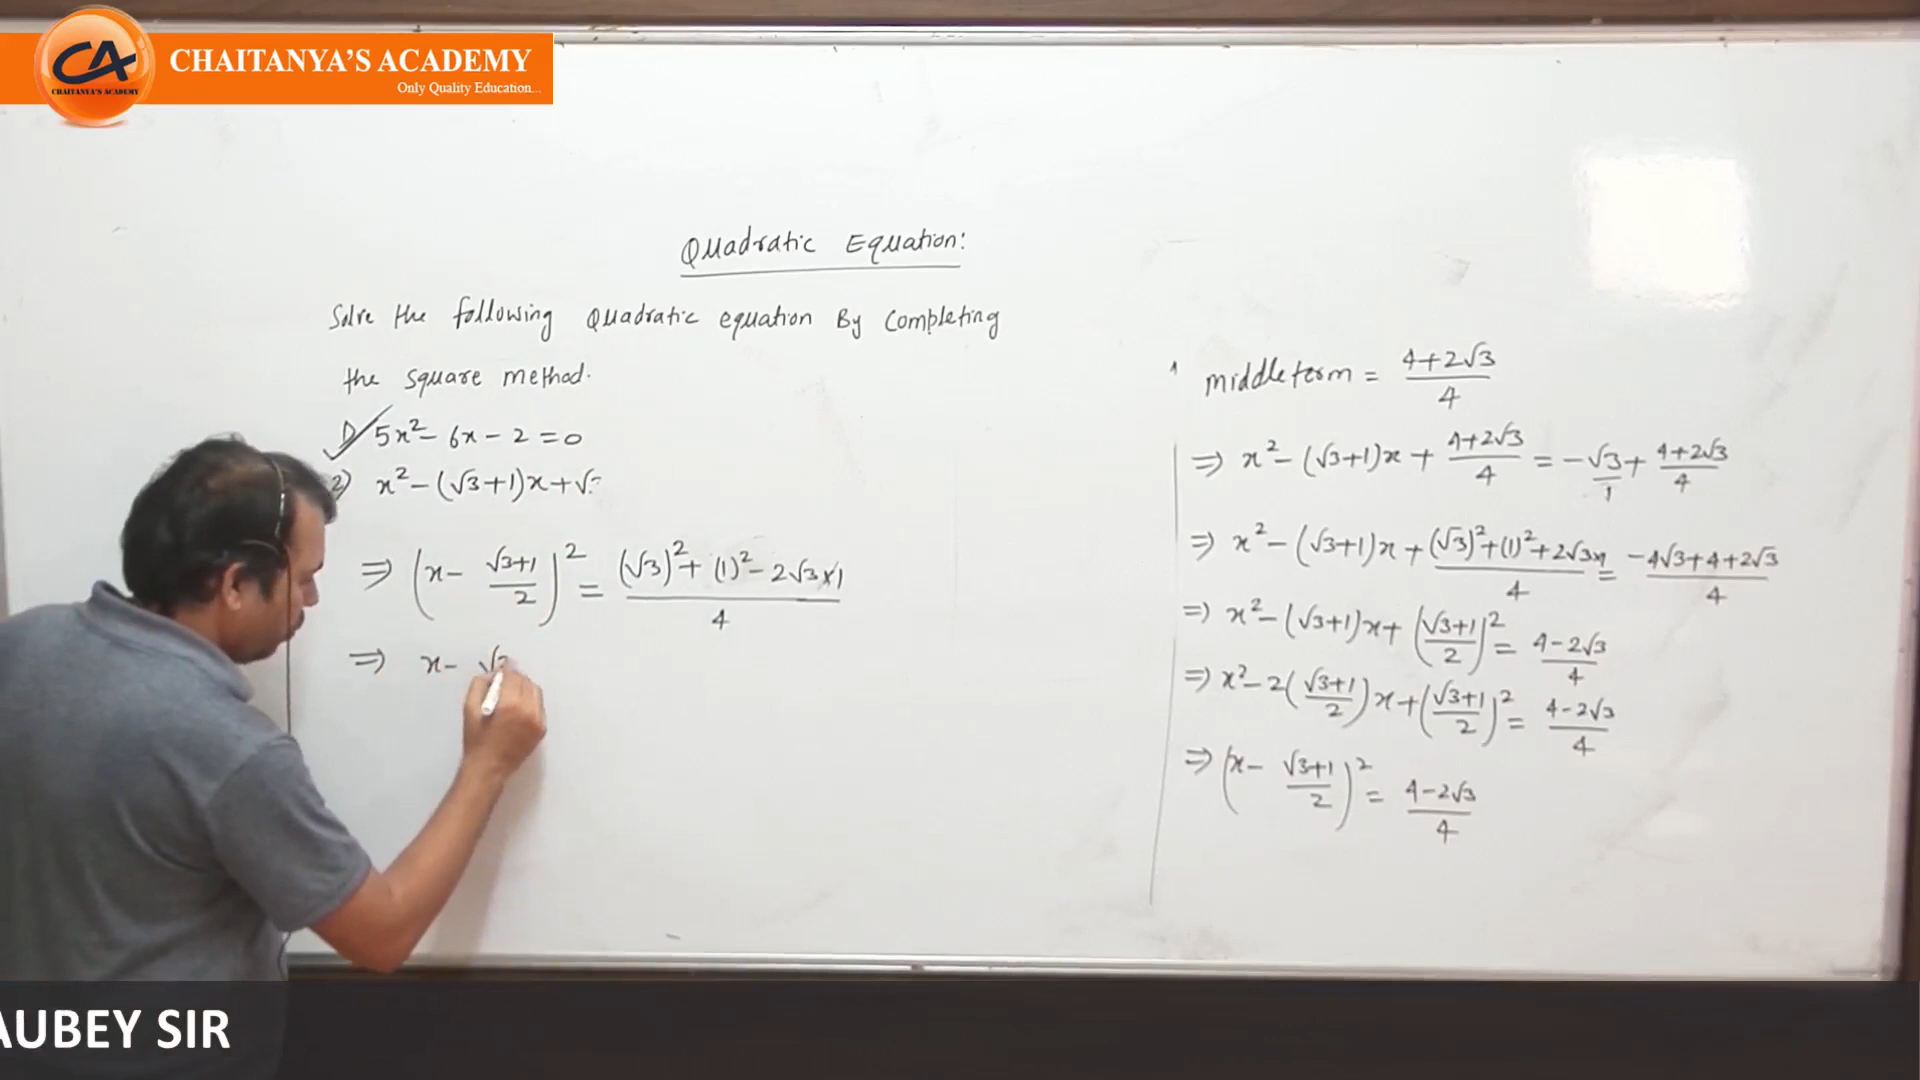 CA
CHAITANYA'S ACADEMY
CHAITANYA'S ACADEMY
Only Quality Education...
Quadratic Equation:
Solve the following Quadratic equation By Completing
the square method.
1) 5x² - 6x - 2 = 0
2) x² - (√3+1)x + √
⇒ (x - (√3+1)/2)² = ((√3)² + (1)² - 2√3×1)/4
⇒ x - √3
middle term = (4+2√3)/4
⇒ x² - (√3+1)x + (4+2√3)/4 = -√3/1 + (4+2√3)/4
⇒ x² - (√3+1)x + ((√3)²+(1)²+2√3×1)/4 = (-4√3+4+2√3)/4
⇒ x² - (√3+1)x + ((√3+1)/2)² = (4-2√3)/4
⇒ x² - 2((√3+1)/2)x + ((√3+1)/2)² = (4-2√3)/4
⇒ (x - (√3+1)/2)² = (4-2√3)/4
AUBEY SIR